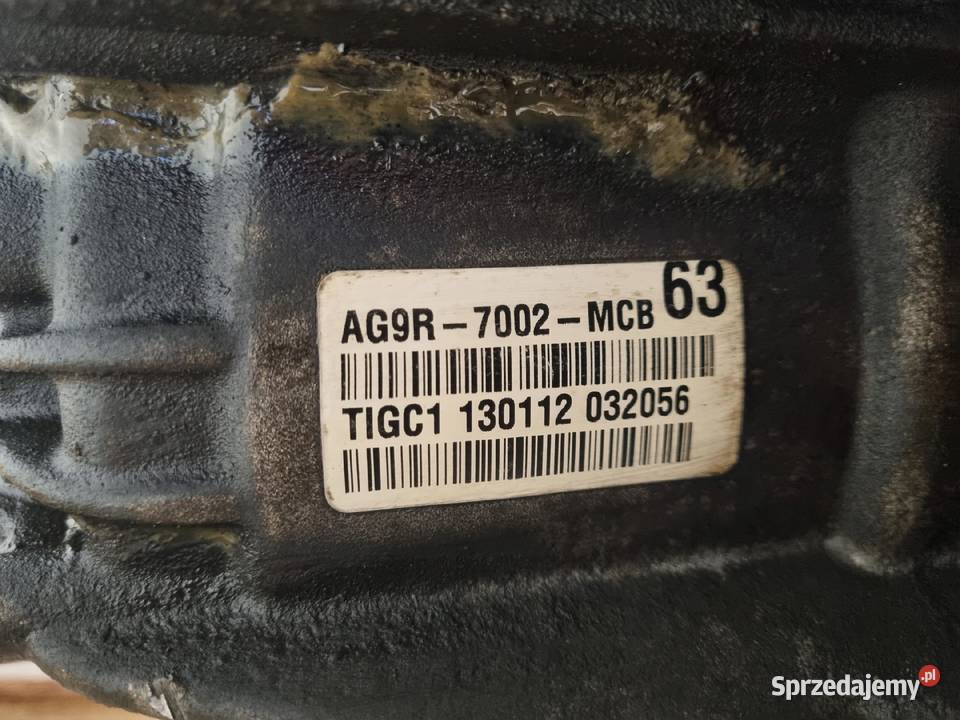 AG9R-7002-MCB 63
TIGC1 130112 032056
Sprzedajemy.pl